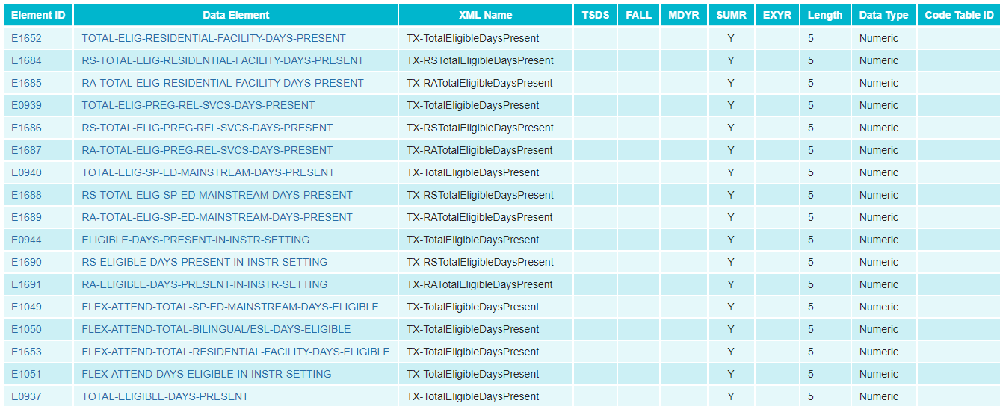 Element ID Data Element XML Name TSDS FALL MDYR SUMR EXYR Length Data Type Code Table ID
E1652 TOTAL-ELIG-RESIDENTIAL-FACILITY-DAYS-PRESENT TX-TotalEligibleDaysPresent Y 5 Numeric
E1684 RS-TOTAL-ELIG-RESIDENTIAL-FACILITY-DAYS-PRESENT TX-RSTotalEligibleDaysPresent Y 5 Numeric
E1685 RA-TOTAL-ELIG-RESIDENTIAL-FACILITY-DAYS-PRESENT TX-RATotalEligibleDaysPresent Y 5 Numeric
E0939 TOTAL-ELIG-PREG-REL-SVCS-DAYS-PRESENT TX-TotalEligibleDaysPresent Y 5 Numeric
E1686 RS-TOTAL-ELIG-PREG-REL-SVCS-DAYS-PRESENT TX-RSTotalEligibleDaysPresent Y 5 Numeric
E1687 RA-TOTAL-ELIG-PREG-REL-SVCS-DAYS-PRESENT TX-RATotalEligibleDaysPresent Y 5 Numeric
E0940 TOTAL-ELIG-SP-ED-MAINSTREAM-DAYS-PRESENT TX-TotalEligibleDaysPresent Y 5 Numeric
E1688 RS-TOTAL-ELIG-SP-ED-MAINSTREAM-DAYS-PRESENT TX-RSTotalEligibleDaysPresent Y 5 Numeric
E1689 RA-TOTAL-ELIG-SP-ED-MAINSTREAM-DAYS-PRESENT TX-RATotalEligibleDaysPresent Y 5 Numeric
E0944 ELIGIBLE-DAYS-PRESENT-IN-INSTR-SETTING TX-TotalEligibleDaysPresent Y 5 Numeric
E1690 RS-ELIGIBLE-DAYS-PRESENT-IN-INSTR-SETTING TX-RSTotalEligibleDaysPresent Y 5 Numeric
E1691 RA-ELIGIBLE-DAYS-PRESENT-IN-INSTR-SETTING TX-RATotalEligibleDaysPresent Y 5 Numeric
E1049 FLEX-ATTEND-TOTAL-SP-ED-MAINSTREAM-DAYS-ELIGIBLE TX-TotalEligibleDaysPresent Y 5 Numeric
E1050 FLEX-ATTEND-TOTAL-BILINGUAL/ESL-DAYS-ELIGIBLE TX-TotalEligibleDaysPresent Y 5 Numeric
E1653 FLEX-ATTEND-TOTAL-RESIDENTIAL-FACILITY-DAYS-ELIGIBLE TX-TotalEligibleDaysPresent Y 5 Numeric
E1051 FLEX-ATTEND-DAYS-ELIGIBLE-IN-INSTR-SETTING TX-TotalEligibleDaysPresent Y 5 Numeric
E0937 TOTAL-ELIGIBLE-DAYS-PRESENT TX-TotalEligibleDaysPresent Y 5 Numeric